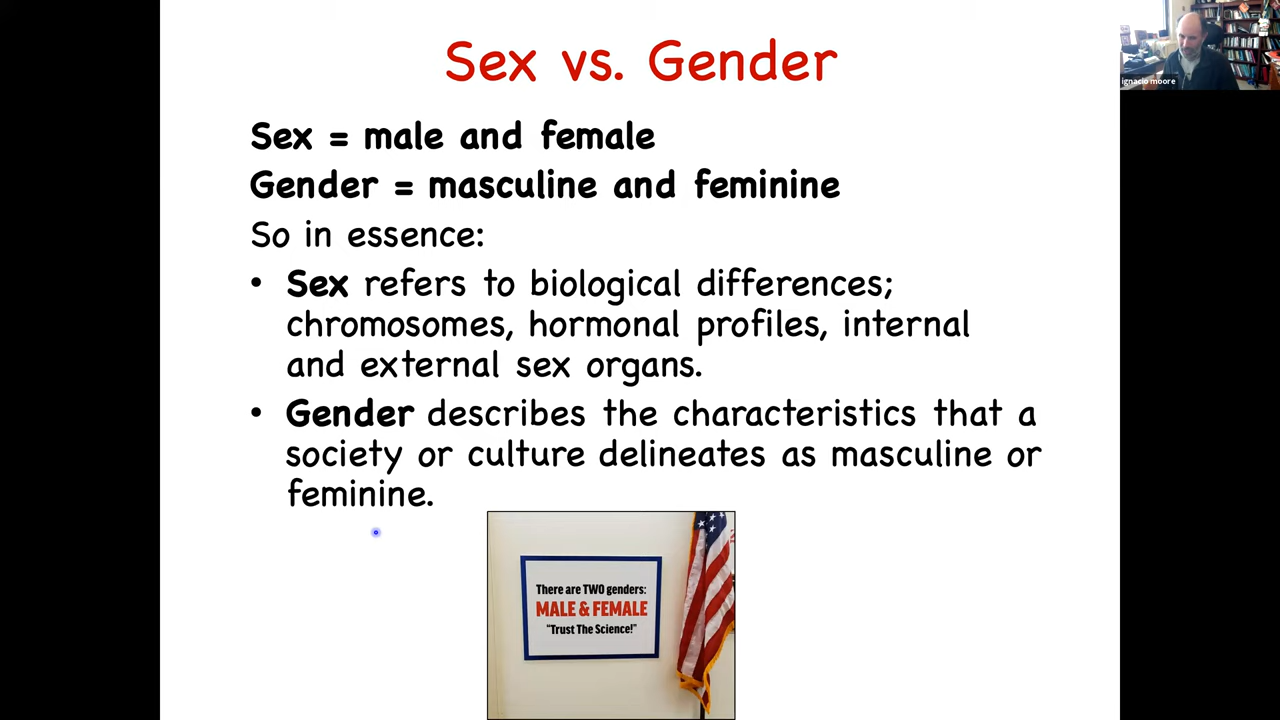 Sex vs. Gender
ignacio moore
Sex = male and female
Gender = masculine and feminine
So in essence:
• Sex refers to biological differences;
chromosomes, hormonal profiles, internal
and external sex organs.
• Gender describes the characteristics that a
society or culture delineates as masculine or
feminine.
There are TWO genders:
MALE & FEMALE
"Trust The Science!"